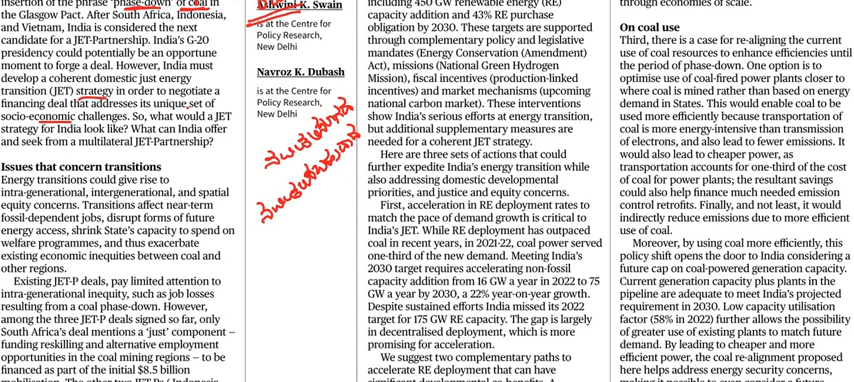 insertion of the phrase 'phase-down' of coal in
the Glasgow Pact. After South Africa, Indonesia,
and Vietnam, India is considered the next
candidate for a JET-Partnership. India's G-20
presidency could potentially be an opportune
moment to forge a deal. However, India must
develop a coherent domestic just energy
transition (JET) strategy in order to negotiate a
financing deal that addresses its unique set of
socio-economic challenges. So, what would a JET
strategy for India look like? What can India offer
and seek from a multilateral JET-Partnership?
Issues that concern transitions
Energy transitions could give rise to
intra-generational, intergenerational, and spatial
equity concerns. Transitions affect near-term
fossil-dependent jobs, disrupt forms of future
energy access, shrink State's capacity to spend on
welfare programmes, and thus exacerbate
existing economic inequities between coal and
other regions.
Existing JET-P deals, pay limited attention to
intra-generational inequity, such as job losses
resulting from a coal phase-down. However,
among the three JET-P deals signed so far, only
South Africa's deal mentions a 'just' component —
funding reskilling and alternative employment
opportunities in the coal mining regions — to be
financed as part of the initial $8.5 billion
Ashwini K. Swain
is at the Centre for
Policy Research,
New Delhi
Navroz K. Dubash
is at the Centre for
Policy Research,
New Delhi
including 450 GW renewable energy (RE)
capacity addition and 43% RE purchase
obligation by 2030. These targets are supported
through complementary policy and legislative
mandates (Energy Conservation (Amendment)
Act), missions (National Green Hydrogen
Mission), fiscal incentives (production-linked
incentives) and market mechanisms (upcoming
national carbon market). These interventions
show India's serious efforts at energy transition,
but additional supplementary measures are
needed for a coherent JET strategy.
Here are three sets of actions that could
further expedite India's energy transition while
also addressing domestic developmental
priorities, and justice and equity concerns.
First, acceleration in RE deployment rates to
match the pace of demand growth is critical to
India's JET. While RE deployment has outpaced
coal in recent years, in 2021-22, coal power served
one-third of the new demand. Meeting India's
2030 target requires accelerating non-fossil
capacity addition from 16 GW a year in 2022 to 75
GW a year by 2030, a 22% year-on-year growth.
Despite sustained efforts India missed its 2022
target for 175 GW RE capacity. The gap is largely
in decentralised deployment, which is more
promising for acceleration.
We suggest two complementary paths to
accelerate RE deployment that can have
through economies of scale.
On coal use
Third, there is a case for re-aligning the current
use of coal resources to enhance efficiencies until
the period of phase-down. One option is to
optimise use of coal-fired power plants closer to
where coal is mined rather than based on energy
demand in States. This would enable coal to be
used more efficiently because transportation of
coal is more energy-intensive than transmission
of electrons, and also lead to fewer emissions. It
would also lead to cheaper power, as
transportation accounts for one-third of the cost
of coal for power plants; the resultant savings
could also help finance much needed emission
control retrofits. Finally, and not least, it would
indirectly reduce emissions due to more efficient
use of coal.
Moreover, by using coal more efficiently, this
policy shift opens the door to India considering a
future cap on coal-powered generation capacity.
Current generation capacity plus plants in the
pipeline are adequate to meet India's projected
requirement in 2030. Low capacity utilisation
factor (58% in 2022) further allows the possibility
of greater use of existing plants to match future
demand. By leading to cheaper and more
efficient power, the coal re-alignment proposed
here helps address energy security concerns,